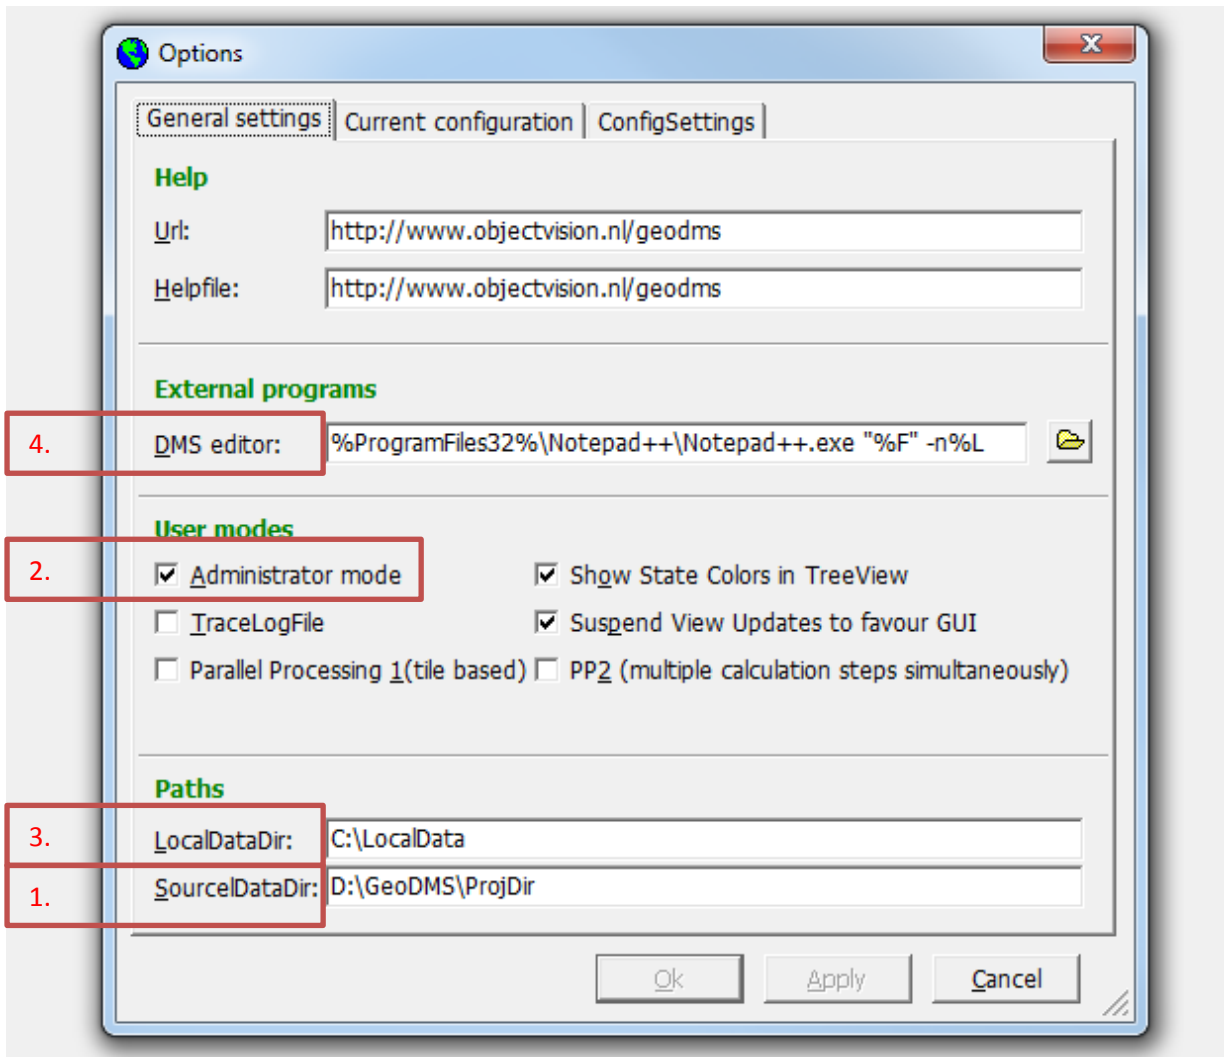 Options
General settings Current configuration ConfigSettings
Help
Url: http://www.objectvision.nl/geodms
Helpfile: http://www.objectvision.nl/geodms
External programs
4. DMS editor: %ProgramFiles32%\Notepad++\Notepad++.exe "%F" -n%L
User modes
2. Administrator mode Show State Colors in TreeView
TraceLogFile Suspend View Updates to favour GUI
Parallel Processing 1(tile based) PP2 (multiple calculation steps simultaneously)
Paths
3. LocalDataDir: C:\LocalData
1. SourcelDataDir: D:\GeoDMS\ProjDir
Ok Apply Cancel